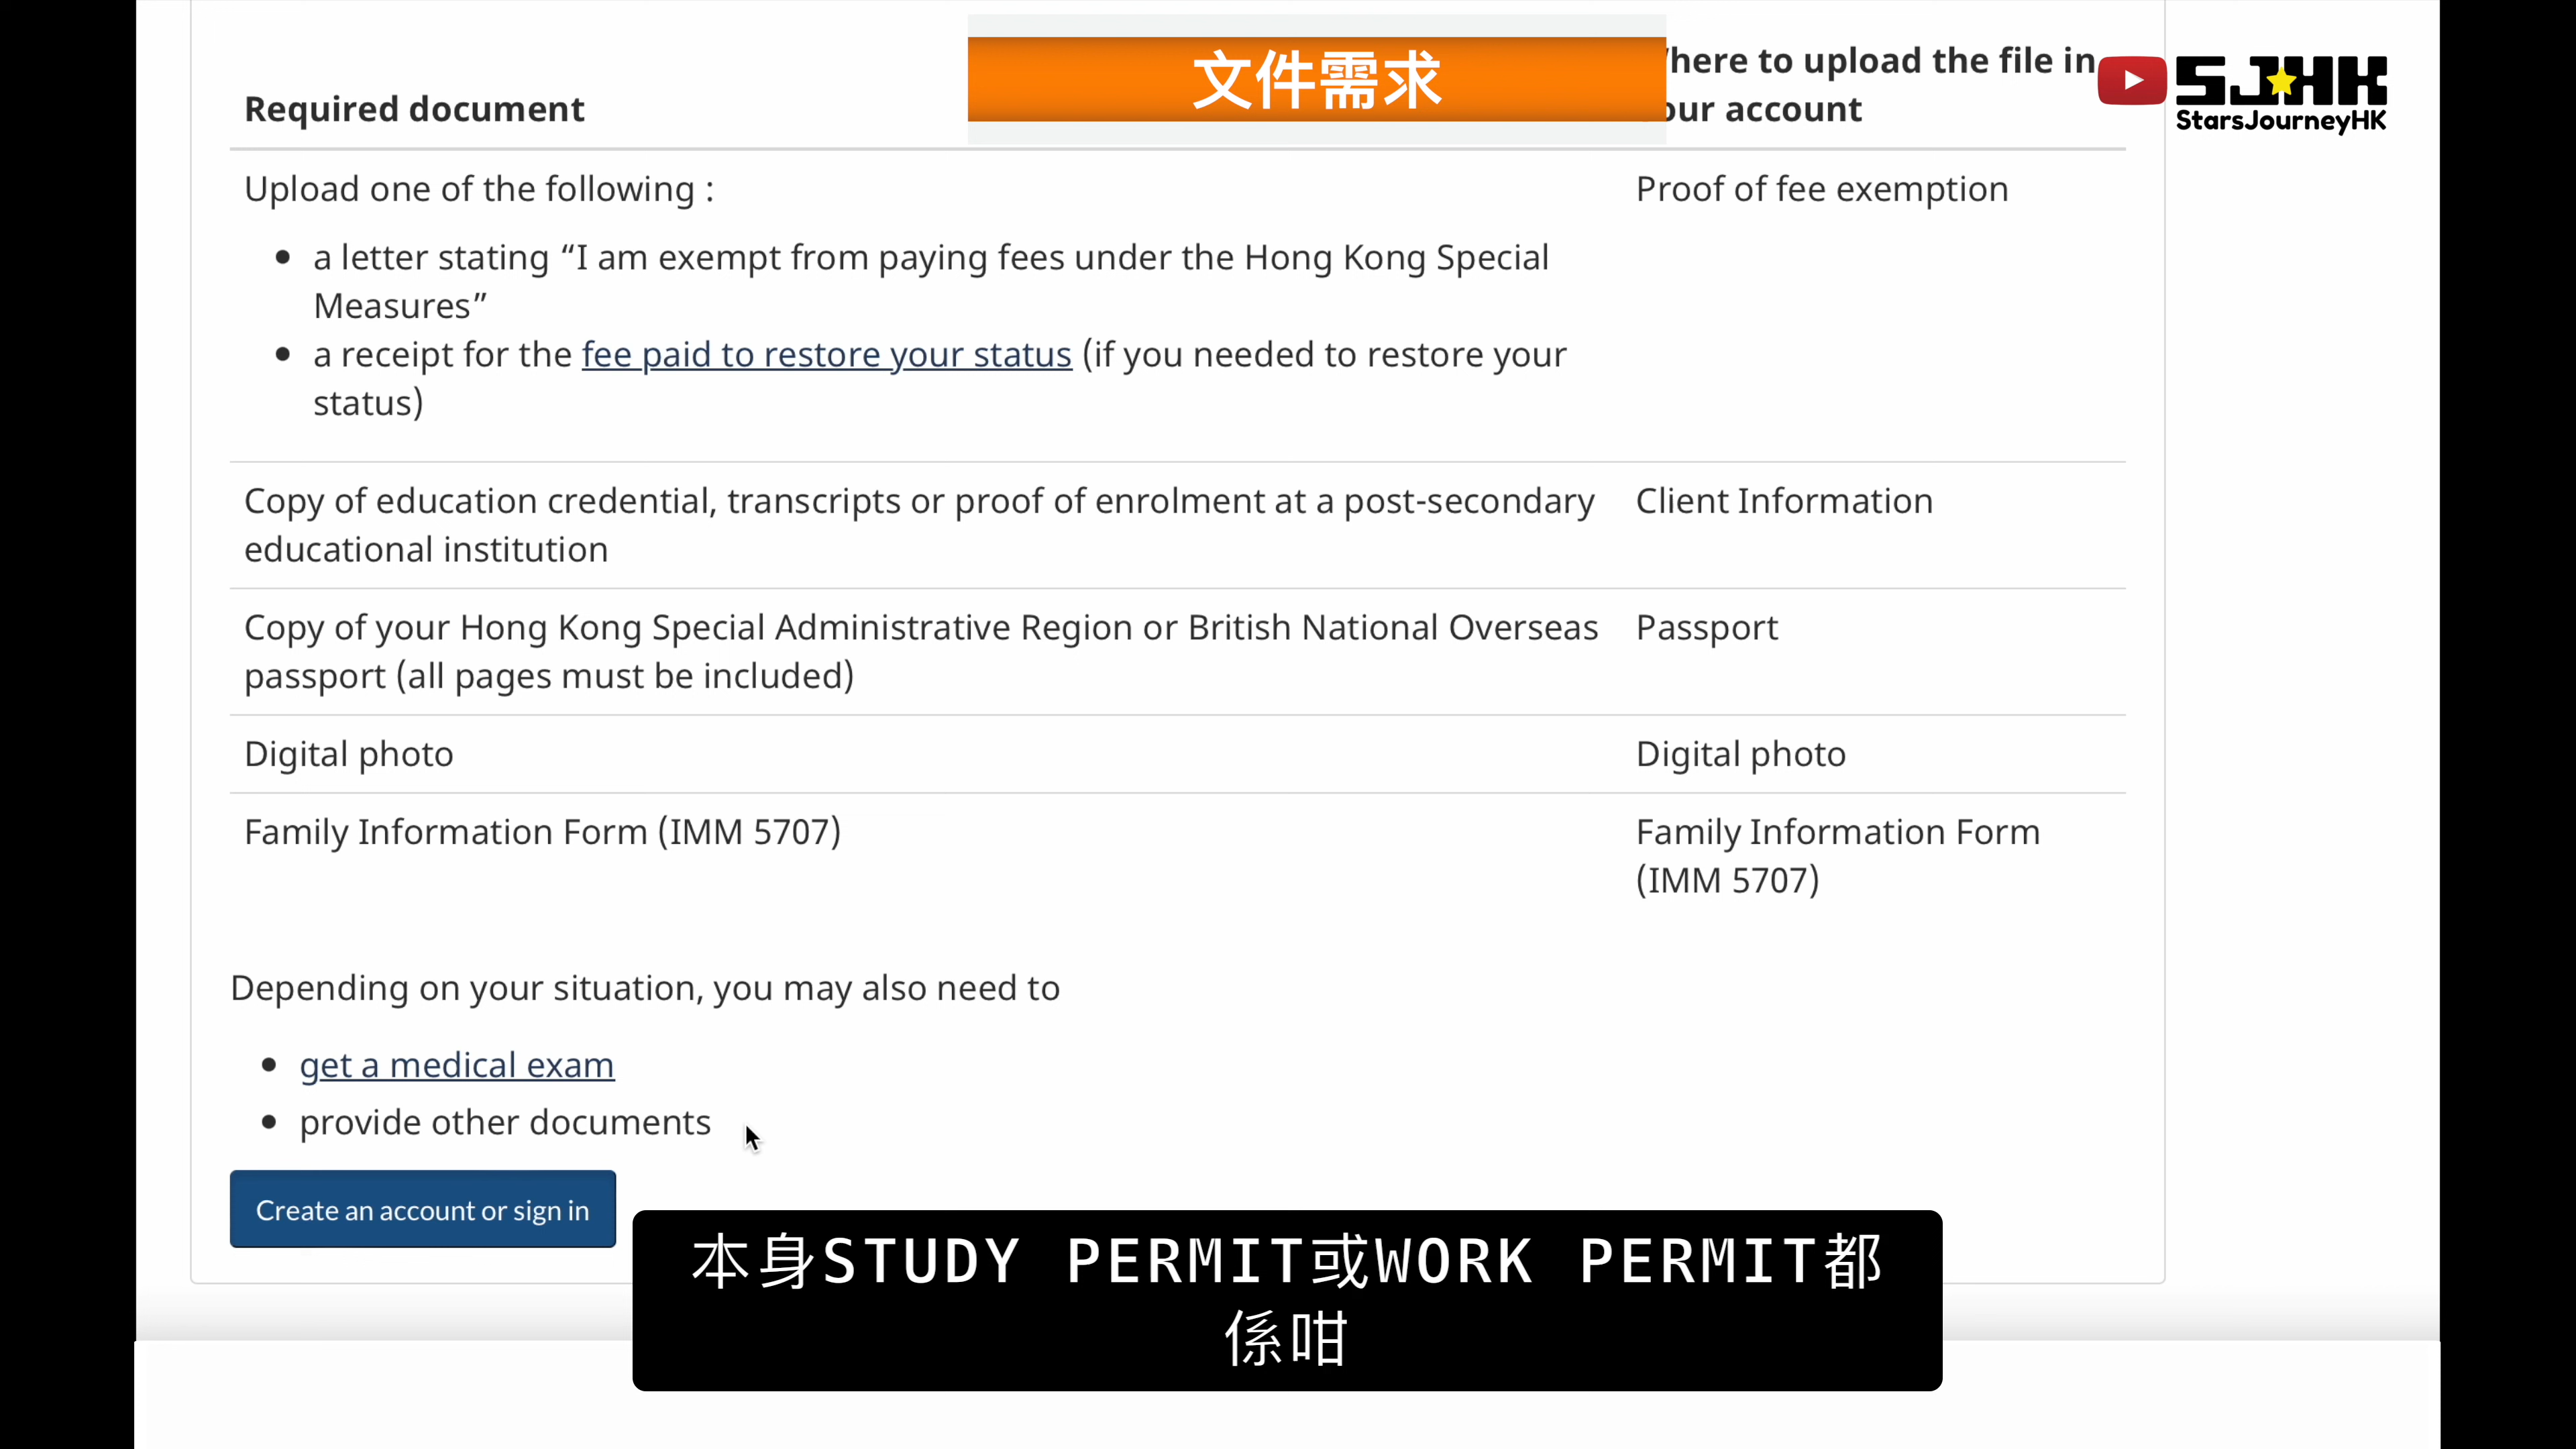 文件需求
Required document
here to upload the file in
our account
SJHK
StarsJourneyHK
Upload one of the following :
Proof of fee exemption
a letter stating “I am exempt from paying fees under the Hong Kong Special
Measures”
a receipt for the fee paid to restore your status (if you needed to restore your
status)
Copy of education credential, transcripts or proof of enrolment at a post-secondary
educational institution
Client Information
Copy of your Hong Kong Special Administrative Region or British National Overseas
passport (all pages must be included)
Passport
Digital photo
Digital photo
Family Information Form (IMM 5707)
Family Information Form
(IMM 5707)
Depending on your situation, you may also need to
get a medical exam
provide other documents
Create an account or sign in
本身STUDY PERMIT或WORK PERMIT都
係咁